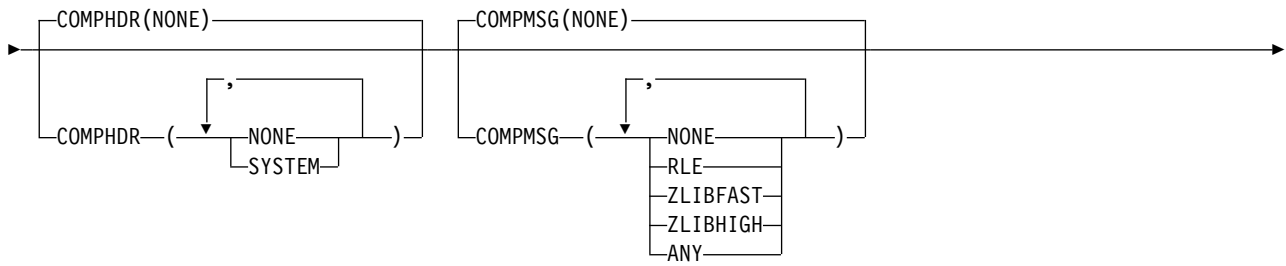 COMPHDR(NONE) COMPMSG(NONE)
, ,
COMPHDR ( NONE ) COMPMSG ( NONE )
SYSTEM RLE
ZLIBFAST
ZLIBHIGH
ANY